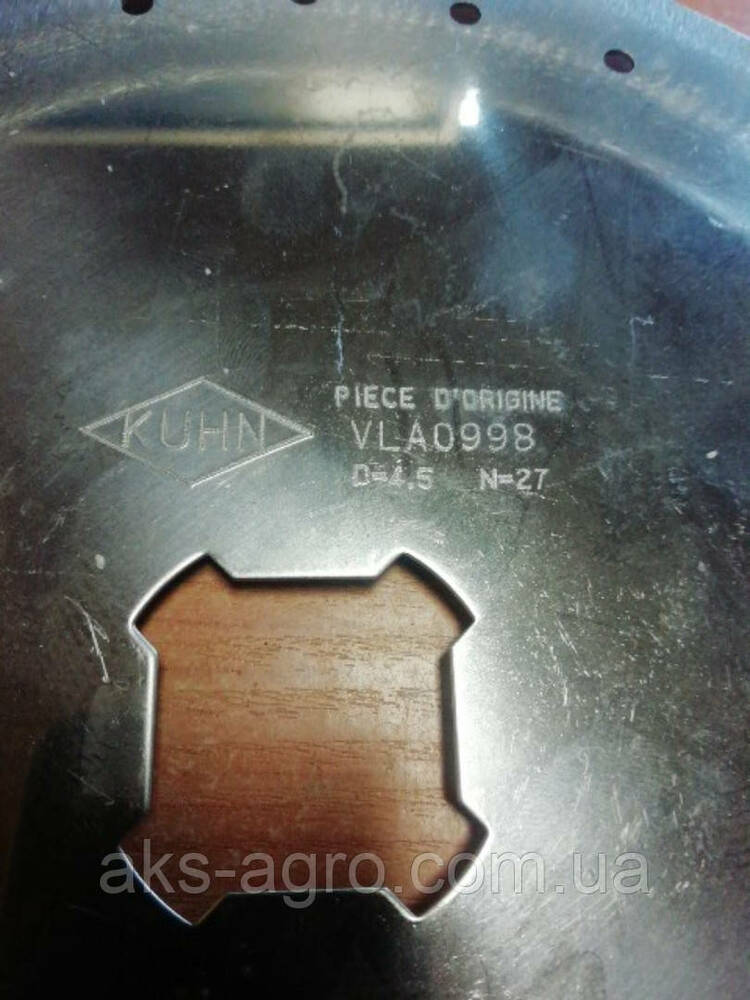 KUHN
PIECE D'ORIGINE
VLA0998
D=4.5 N=27
aks-agro.com.ua